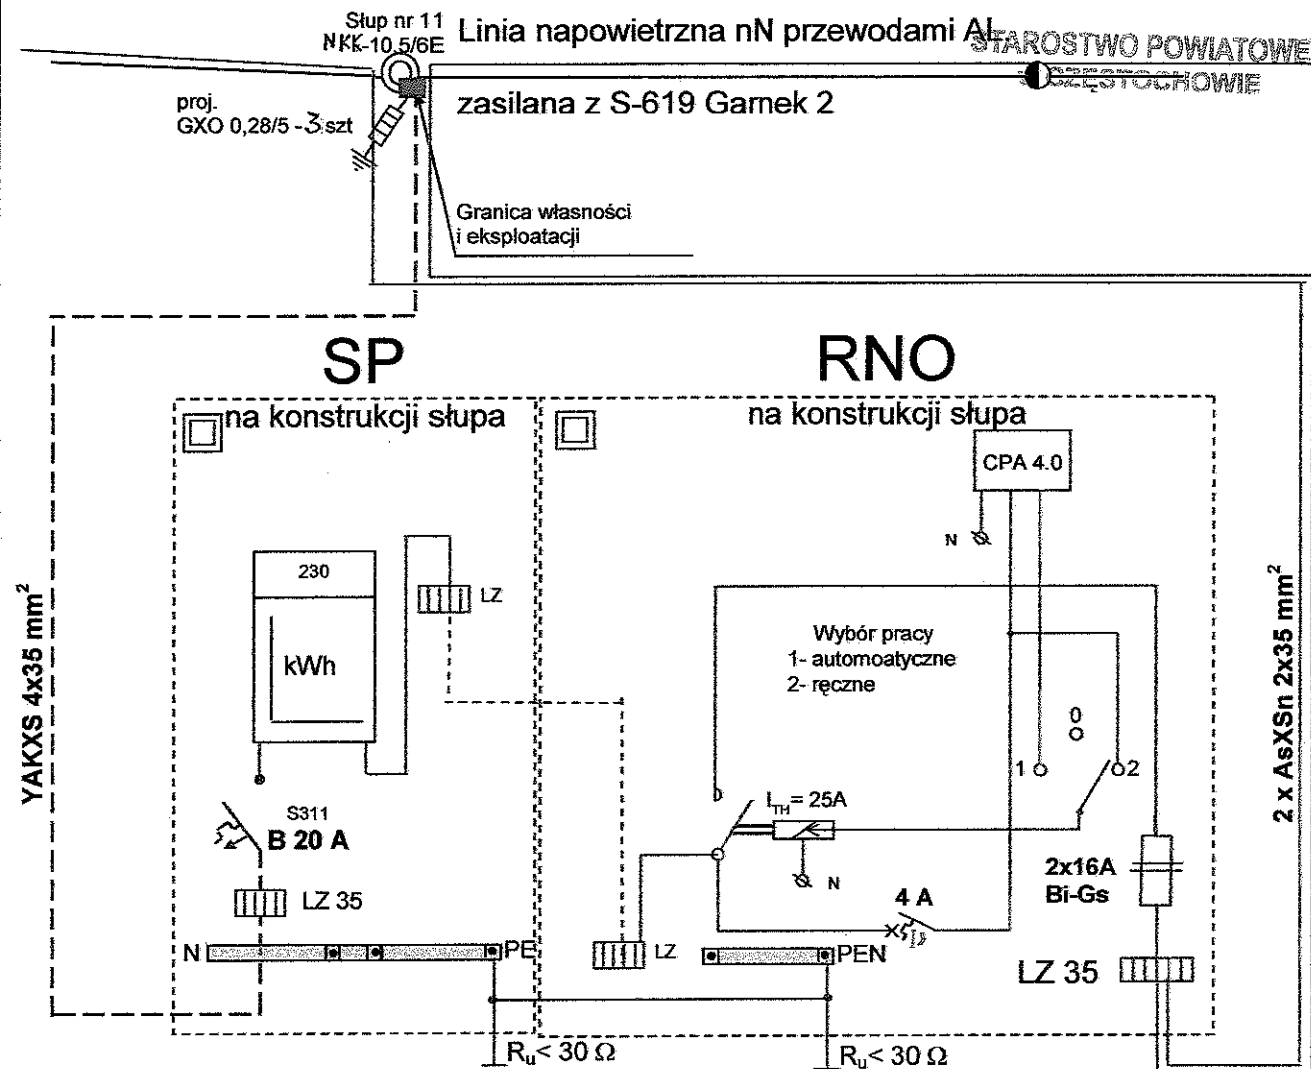 Słup nr 11
NKK-10,5/6E
Linia napowietrzna nN przewodami AL
STAROSTWO POWIATOWE
CZĘSTOCHOWIE
zasilana z S-619 Garnek 2
proj.
GXO 0,28/5 - 3 szt
Granica własności
i eksploatacji
SP
RNO
na konstrukcji słupa
na konstrukcji słupa
CPA 4.0
N
230
kWh
LZ
Wybór pracy
1- automoatyczne
2- ręczne
0
1
2
YAKXS 4x35 mm²
2 x AsXSn 2x35 mm²
S311
B 20 A
I_TH = 25A
N
4 A
2x16A
Bi-Gs
LZ 35
N
PE
LZ
PEN
LZ 35
R_u < 30 Ω
R_u < 30 Ω